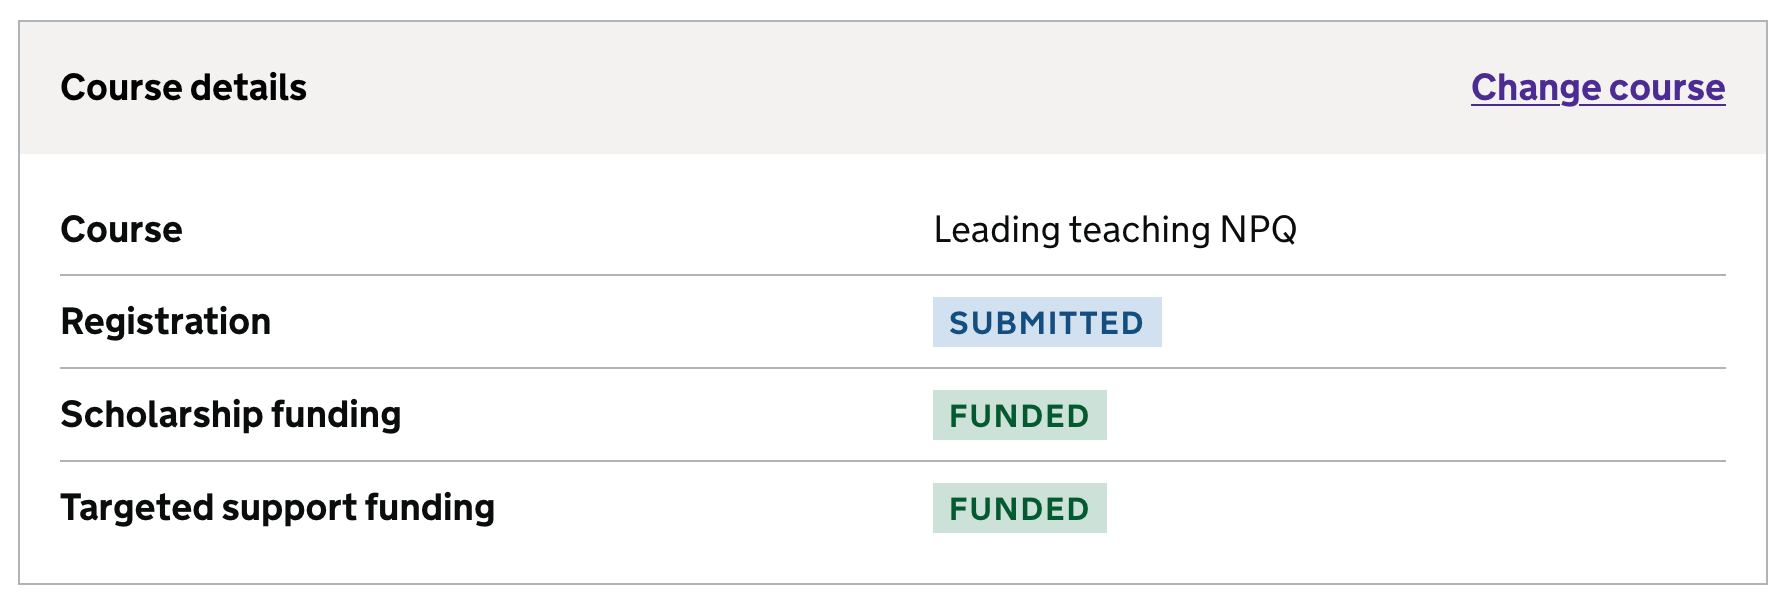 Course details
Change course
Course
Leading teaching NPQ
Registration
SUBMITTED
Scholarship funding
FUNDED
Targeted support funding
FUNDED